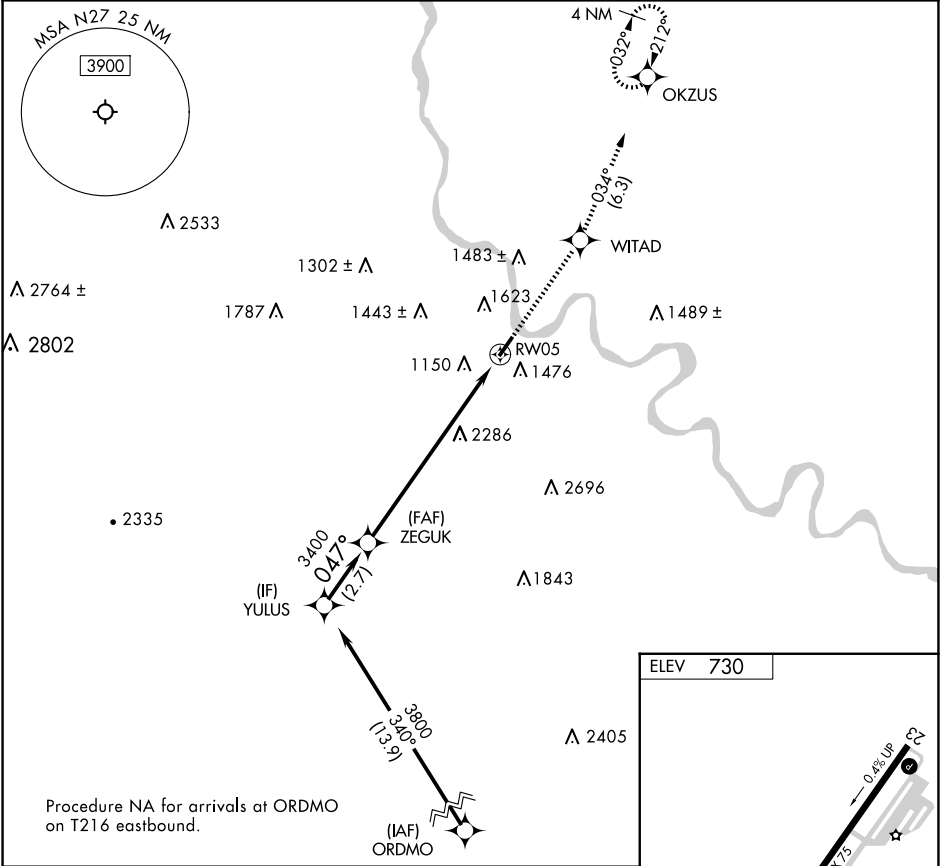 MSA N27 25 NM
3900
4 NM
032°
212°
OKZUS
034°
(6.3)
2533
WITAD
1483 ±
1302 ±
2764 ±
1623
1787
1443 ±
1489 ±
2802
RW05
1150
1476
2286
2696
2335
(FAF)
ZEGUK
3400
047°
(2.7)
1843
(IF)
YULUS
ELEV 730
3800
340°
(13.9)
2405
23
0.4% UP
P
Procedure NA for arrivals at ORDMO
on T216 eastbound.
(IAF)
ORDMO
X 75